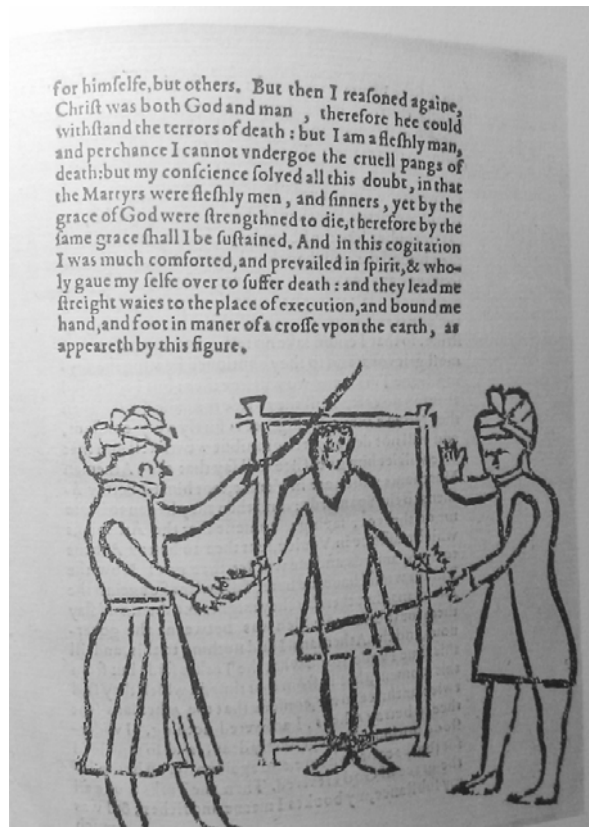 for himſelfe, but others. But then I reaſoned againe,
Chriſt was both God and man , therefore hee could
withſtand the terrors of death : but I am a fleſhly man,
and perchance I cannot vndergoe the cruell pangs of
death:but my conſcience ſolved all this doubt, in that
the Martyrs were fleſhly men , and ſinners , yet by the
grace of God were ſtrengthned to die,therefore by the
ſame grace ſhall I be ſuſtained. And in this cogitation
I was much comforted,and prevailed in ſpirit,& who-
ly gaue my ſelfe over to ſuffer death : and they lead me
ſtreight waies to the place of execution,and bound me
hand,and foot in maner of a croſſe vpon the earth, as
appeareth by this figure.